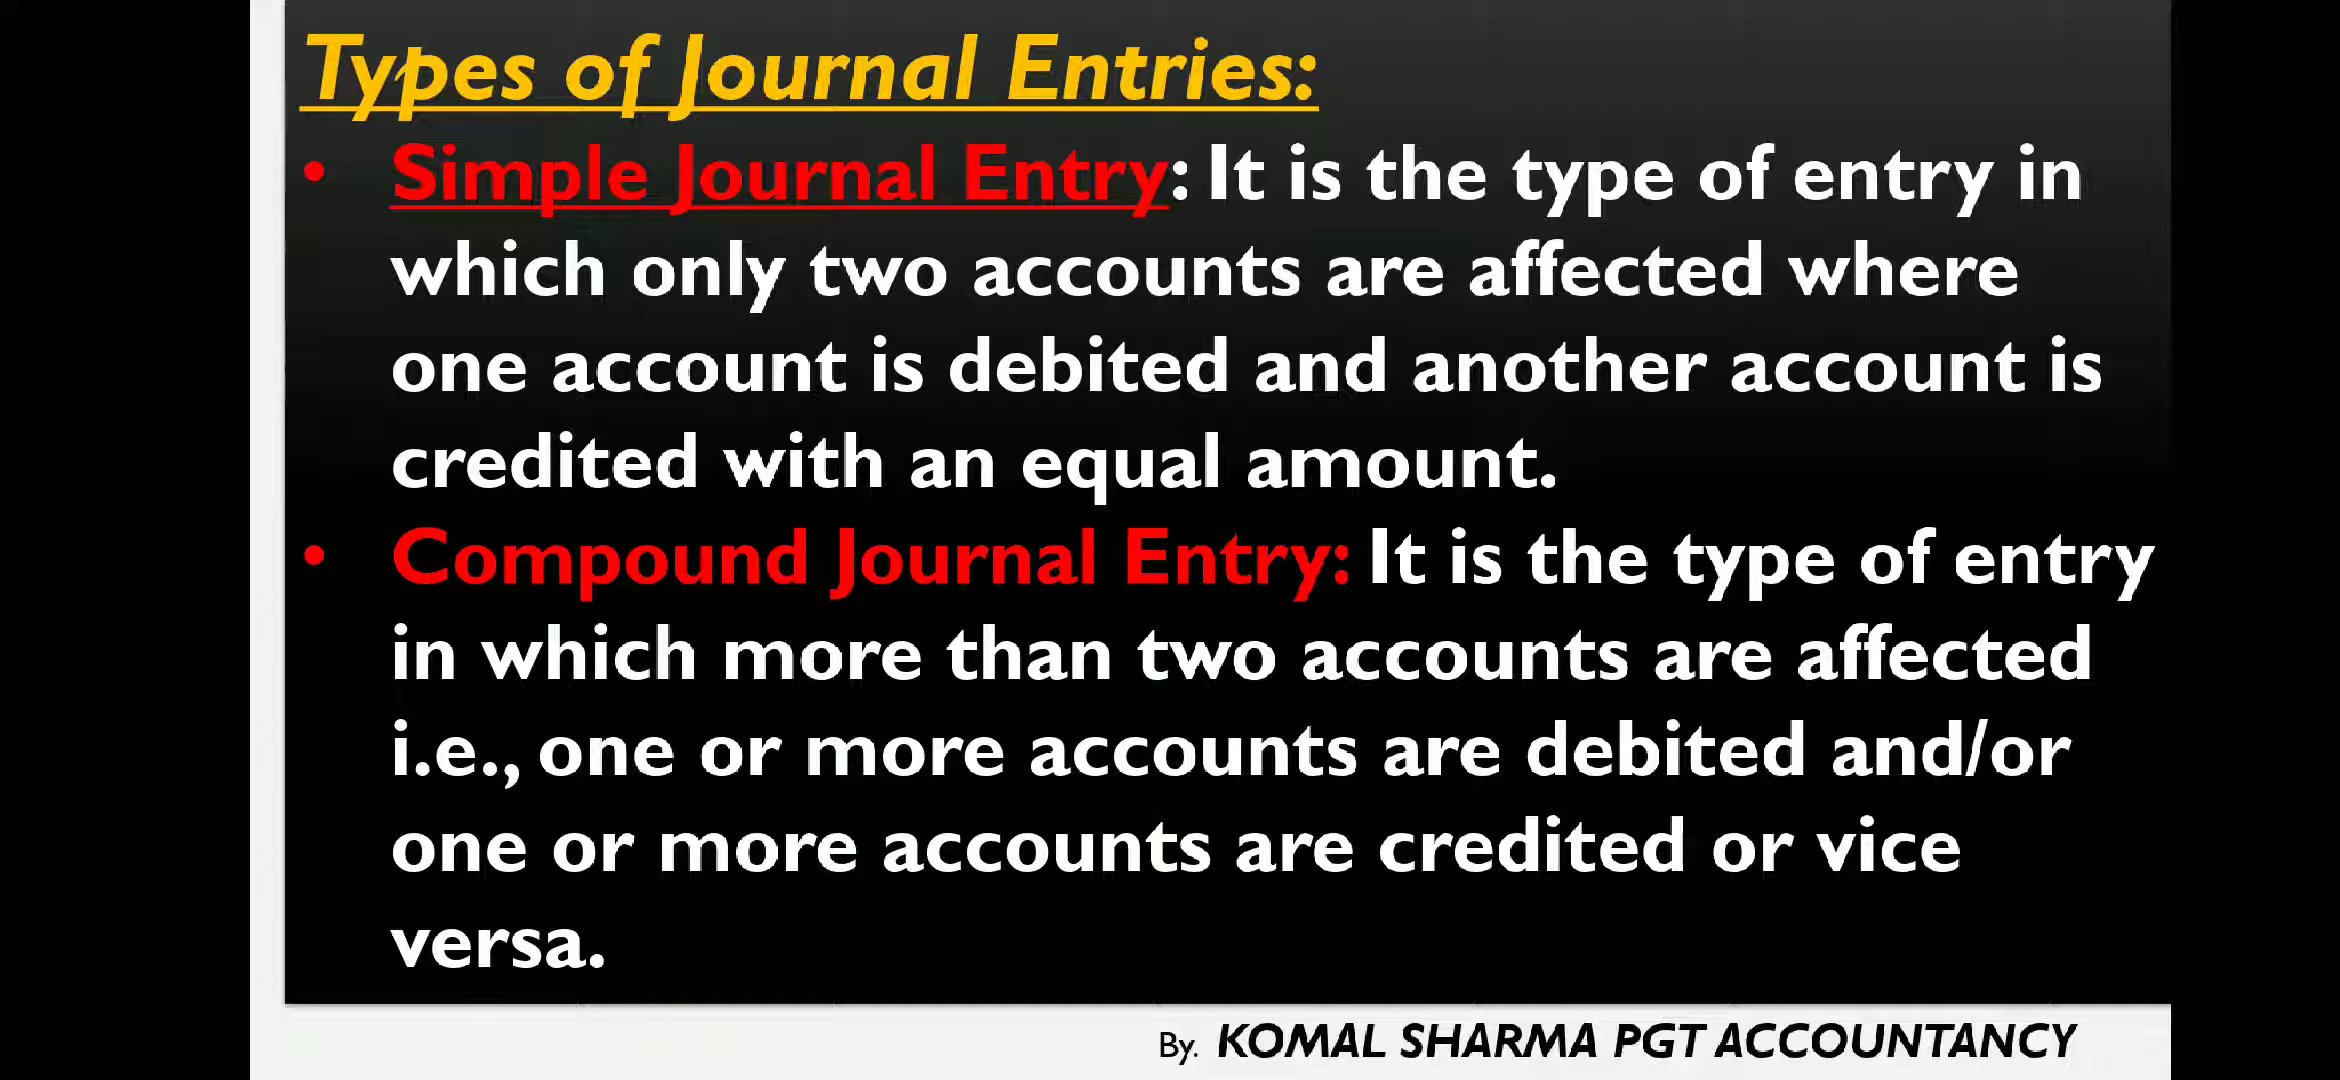 Types of Journal Entries:
• Simple Journal Entry: It is the type of entry in
which only two accounts are affected where
one account is debited and another account is
credited with an equal amount.
• Compound Journal Entry: It is the type of entry
in which more than two accounts are affected
i.e., one or more accounts are debited and/or
one or more accounts are credited or vice
versa.
By. KOMAL SHARMA PGT ACCOUNTANCY